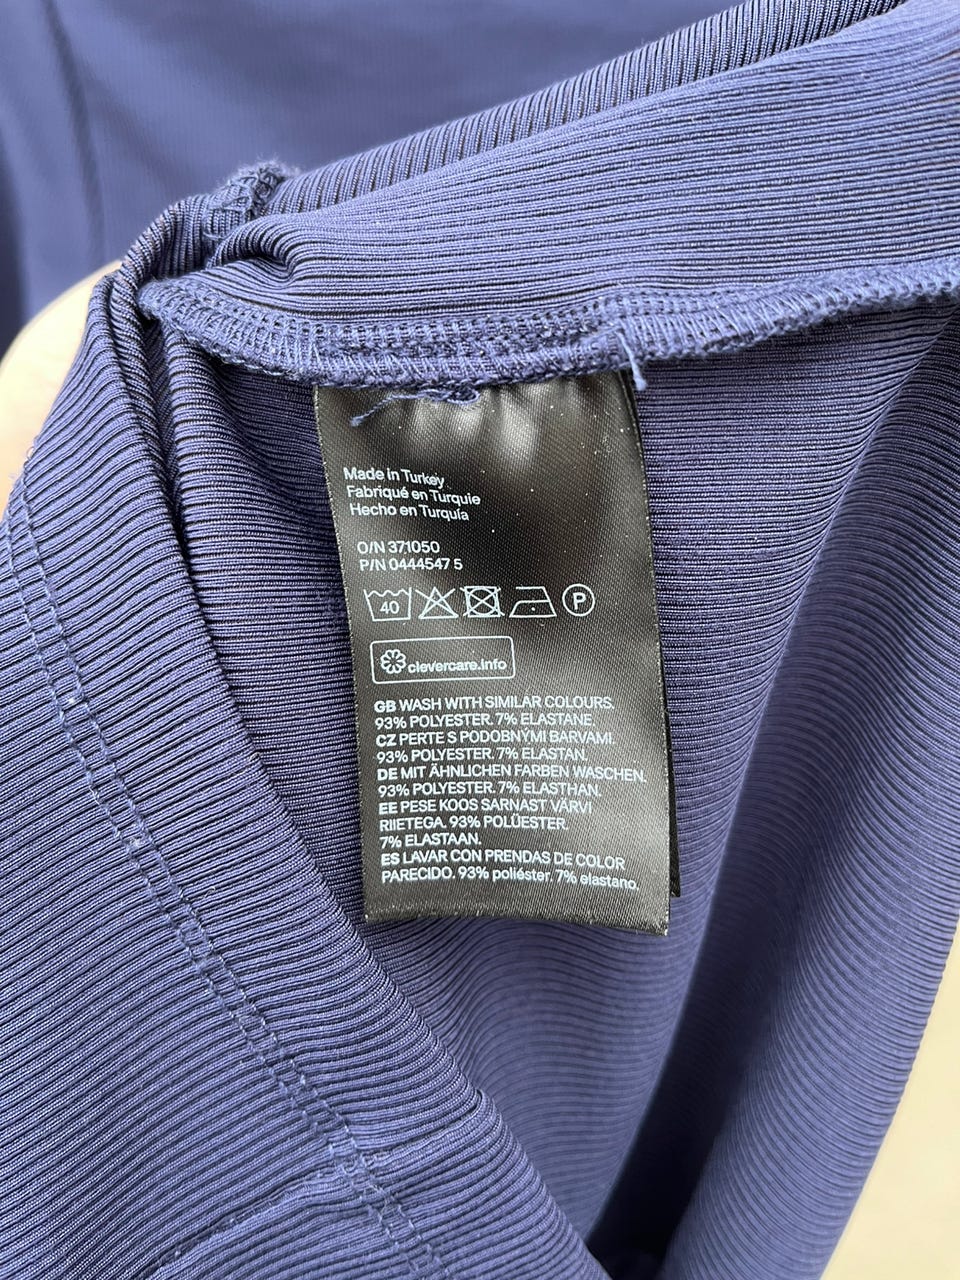 Made in Turkey
Fabriqué en Turquie
Hecho en Turquía
O/N 371050
P/N 0444547 5
40 P
clevercare.info
GB WASH WITH SIMILAR COLOURS.
93% POLYESTER. 7% ELASTANE.
CZ PERTE S PODOBNÝMI BARVAMI.
93% POLYESTER. 7% ELASTAN.
DE MIT ÄHNLICHEN FARBEN WASCHEN.
93% POLYESTER. 7% ELASTHAN.
EE PESE KOOS SARNAST VÄRVI
RIIETEGA. 93% POLÜESTER.
7% ELASTAAN.
ES LAVAR CON PRENDAS DE COLOR
PARECIDO. 93% poliéster. 7% elastano.